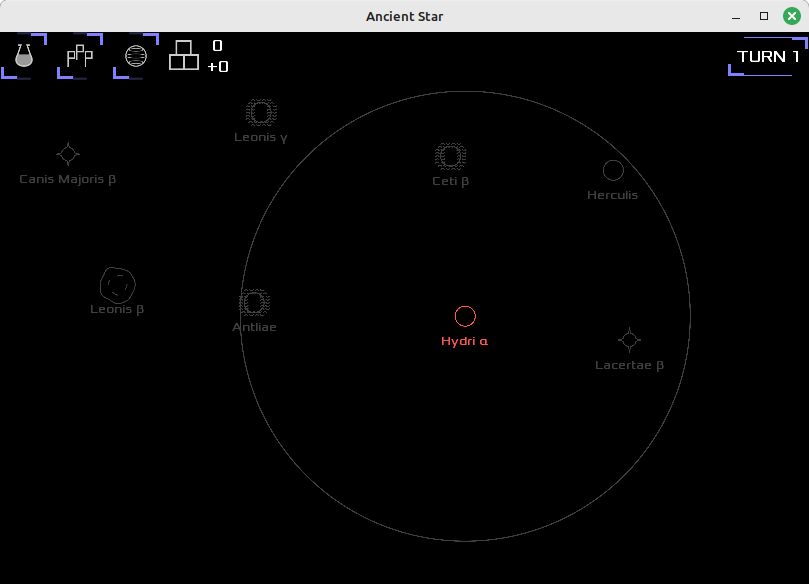 Ancient Star
0
+0
TURN 1
Leonis γ
Canis Majoris β
Ceti β
Herculis
Leonis β
Antliae
Hydri α
Lacertae β